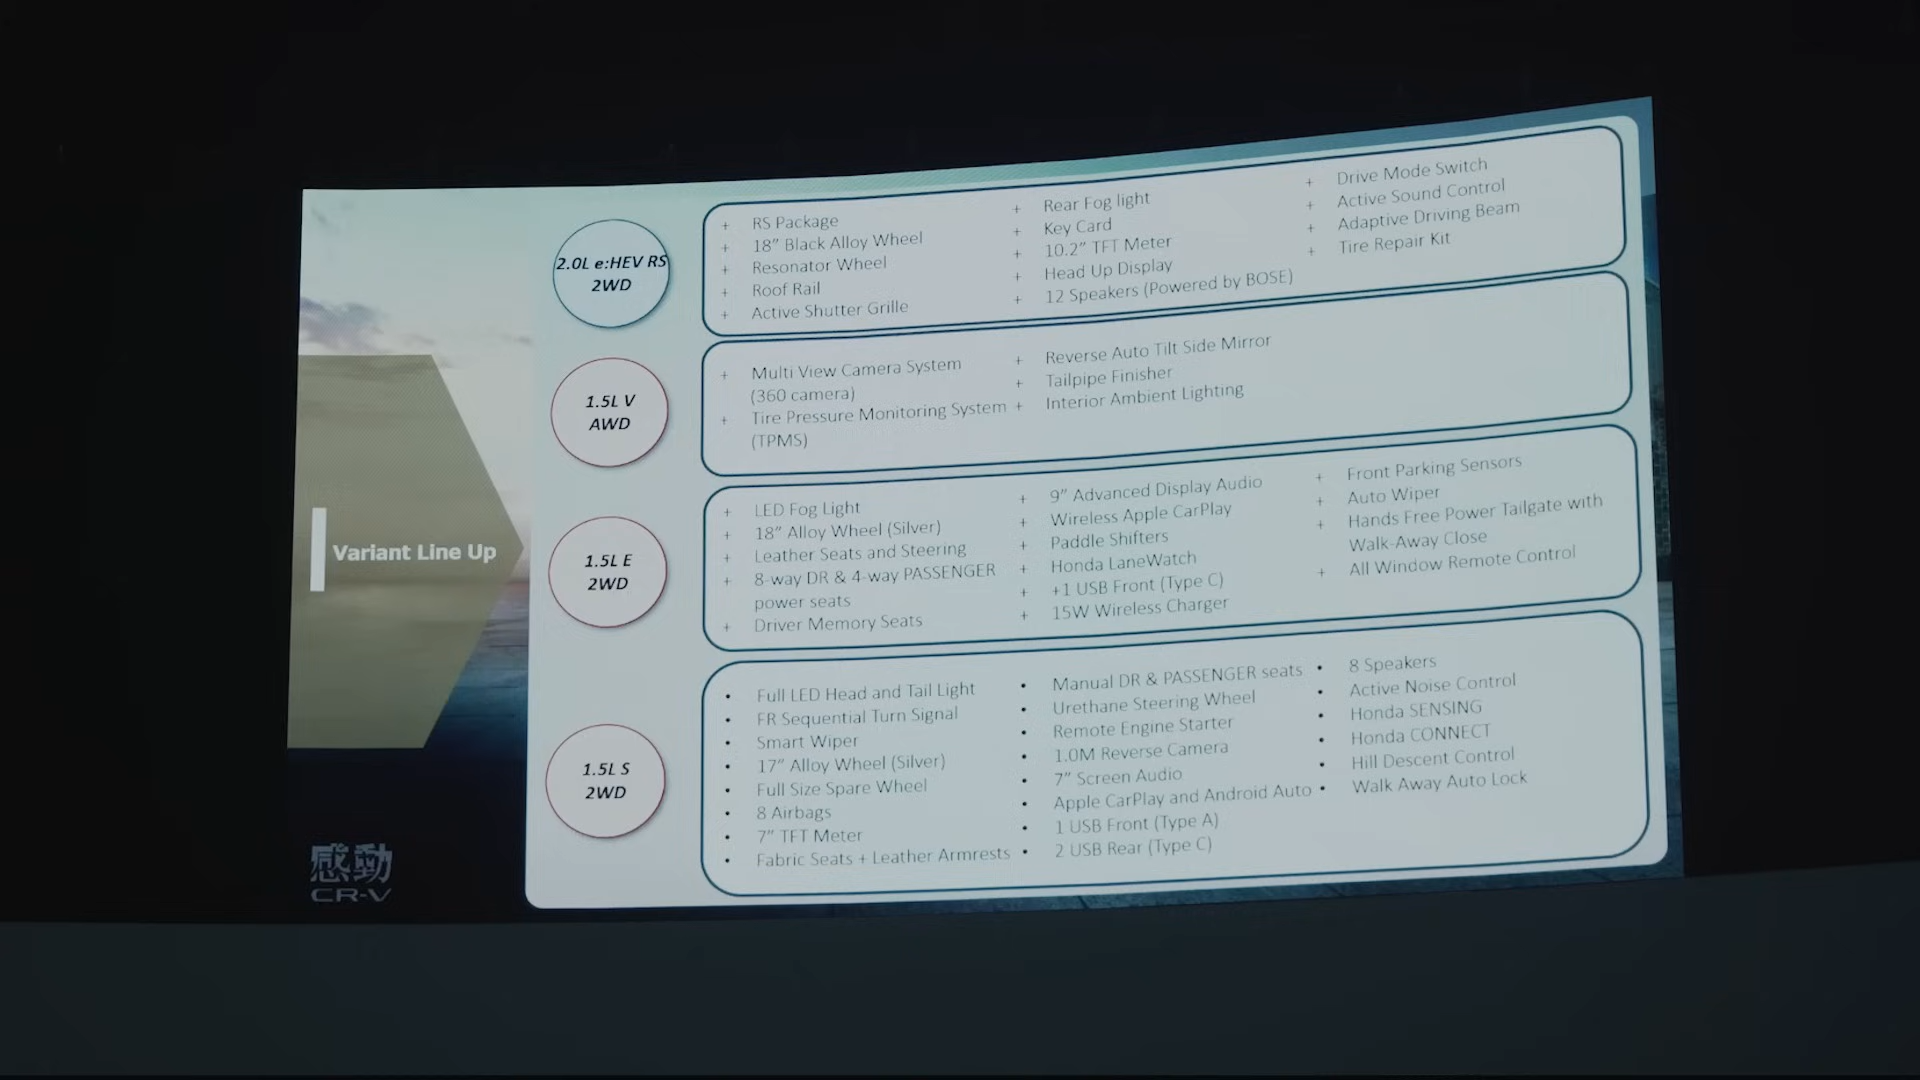 Variant Line Up
感動
CR-V
2.0L e:HEV RS
2WD
+ RS Package
+ 18" Black Alloy Wheel
+ Resonator Wheel
+ Roof Rail
+ Active Shutter Grille
+ Rear Fog light
+ Key Card
+ 10.2" TFT Meter
+ Head Up Display
+ 12 Speakers (Powered by BOSE)
+ Drive Mode Switch
+ Active Sound Control
+ Adaptive Driving Beam
+ Tire Repair Kit
1.5L V
AWD
+ Multi View Camera System
(360 camera)
+ Tire Pressure Monitoring System
(TPMS)
+ Reverse Auto Tilt Side Mirror
+ Tailpipe Finisher
+ Interior Ambient Lighting
1.5L E
2WD
+ LED Fog Light
+ 18" Alloy Wheel (Silver)
+ Leather Seats and Steering
+ 8-way DR & 4-way PASSENGER
power seats
+ Driver Memory Seats
+ 9" Advanced Display Audio
+ Wireless Apple CarPlay
+ Paddle Shifters
+ Honda LaneWatch
+ +1 USB Front (Type C)
+ 15W Wireless Charger
+ Front Parking Sensors
+ Auto Wiper
+ Hands Free Power Tailgate with
Walk-Away Close
+ All Window Remote Control
1.5L S
2WD
• Full LED Head and Tail Light
• FR Sequential Turn Signal
• Smart Wiper
• 17" Alloy Wheel (Silver)
• Full Size Spare Wheel
• 8 Airbags
• 7" TFT Meter
• Fabric Seats + Leather Armrests
• Manual DR & PASSENGER seats
• Urethane Steering Wheel
• Remote Engine Starter
• 1.0M Reverse Camera
• 7" Screen Audio
• Apple CarPlay and Android Auto
• 1 USB Front (Type A)
• 2 USB Rear (Type C)
• 8 Speakers
• Active Noise Control
• Honda SENSING
• Honda CONNECT
• Hill Descent Control
• Walk Away Auto Lock